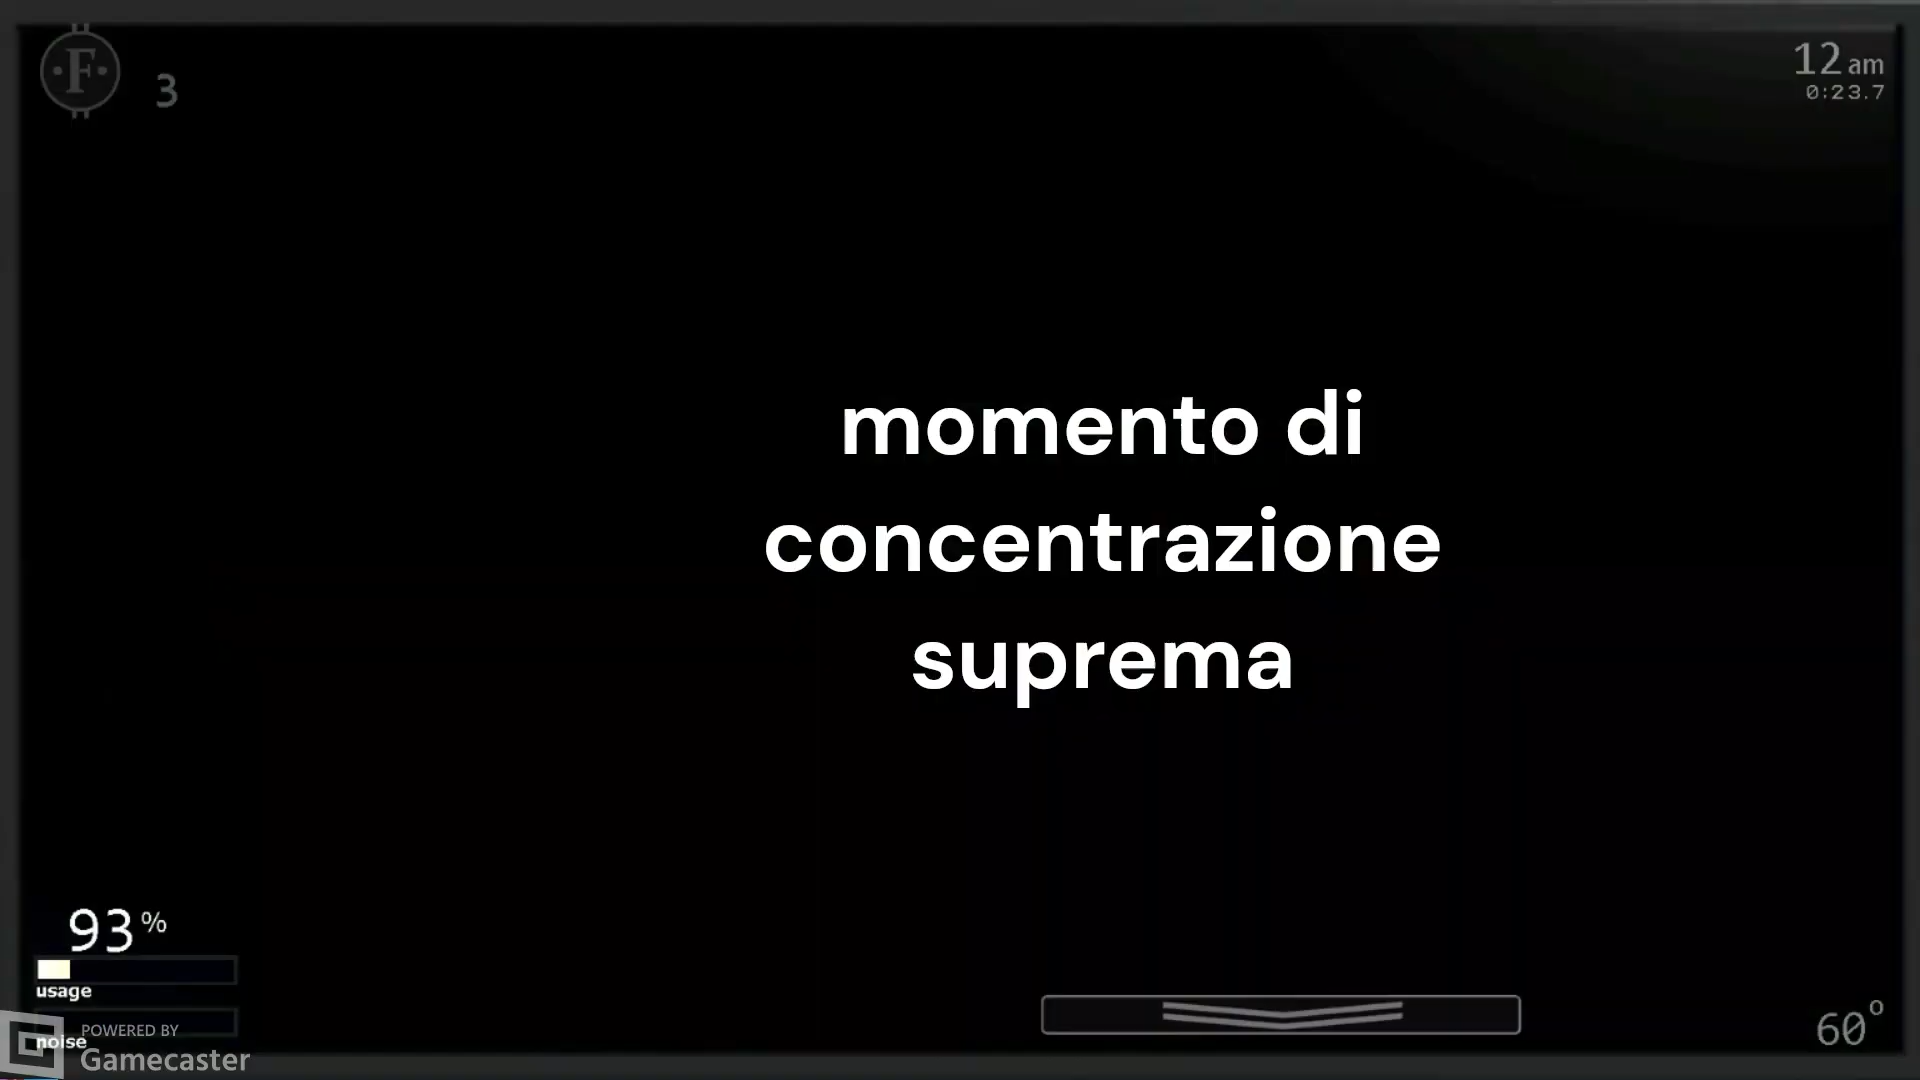 F 3
12 am
0:23.7
momento di
concentrazione
suprema
93%
usage
noise
POWERED BY
Gamecaster
60°